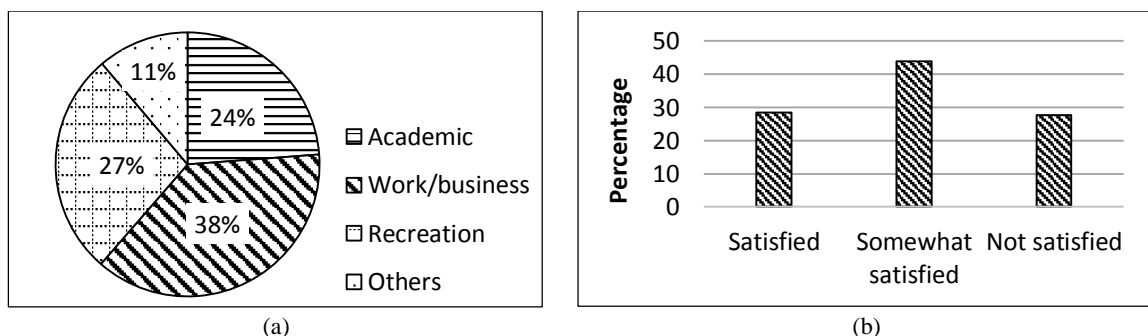 11%
24%
27%
38%
Academic
Work/business
Recreation
Others
(a)
50
40
30
20
10
0
Percentage
Satisfied
Somewhat
satisfied
Not satisfied
(b)